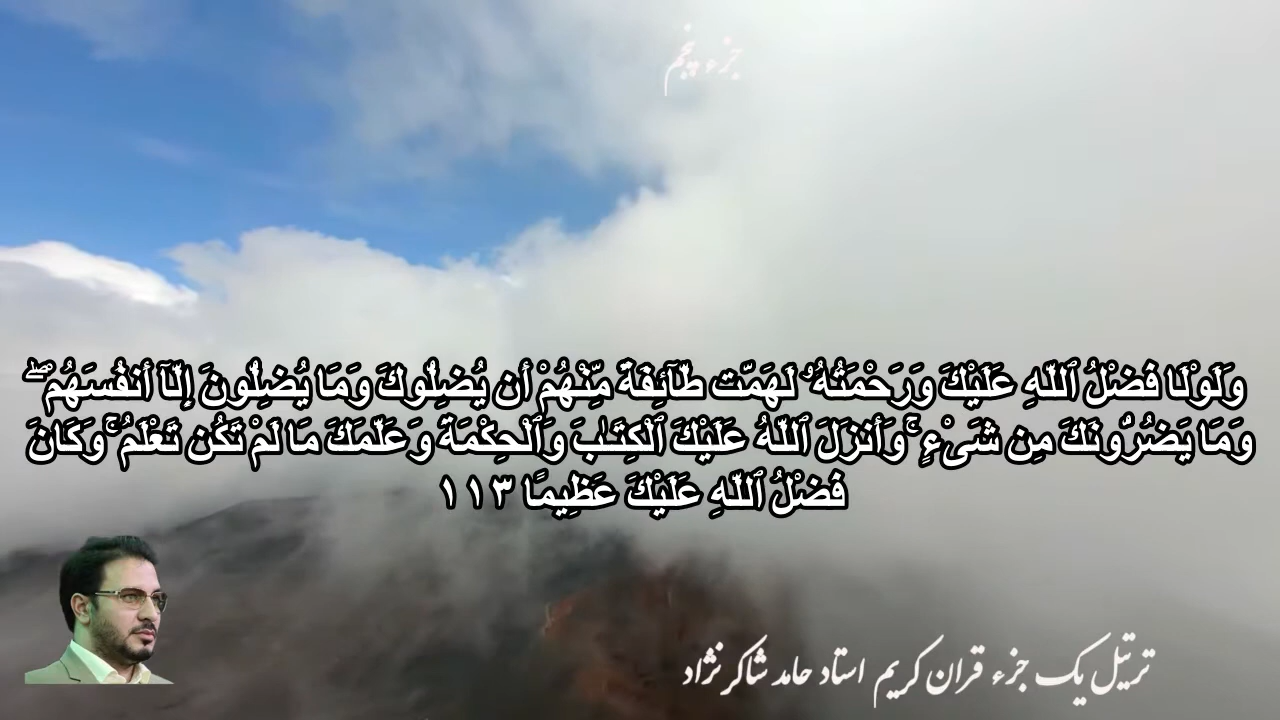 جزء پنجم
وَلَوْلَا فَضْلُ ٱللَّهِ عَلَيْكَ وَرَحْمَتُهُۥ لَهَمَّت طَّآئِفَةٌ مِّنْهُمْ أَن يُضِلُّوكَ وَمَا يُضِلُّونَ إِلَّآ أَنفُسَهُمْ ۖ
وَمَا يَضُرُّونَكَ مِن شَىْءٍ ۚ وَأَنزَلَ ٱللَّهُ عَلَيْكَ ٱلْكِتَـٰبَ وَٱلْحِكْمَةَ وَعَلَّمَكَ مَا لَمْ تَكُن تَعْلَمُ ۚ وَكَانَ
فَضْلُ ٱللَّهِ عَلَيْكَ عَظِيمًا ١١٣
ترتیل یک جزء قران کریم استاد حامد شاکرنژاد